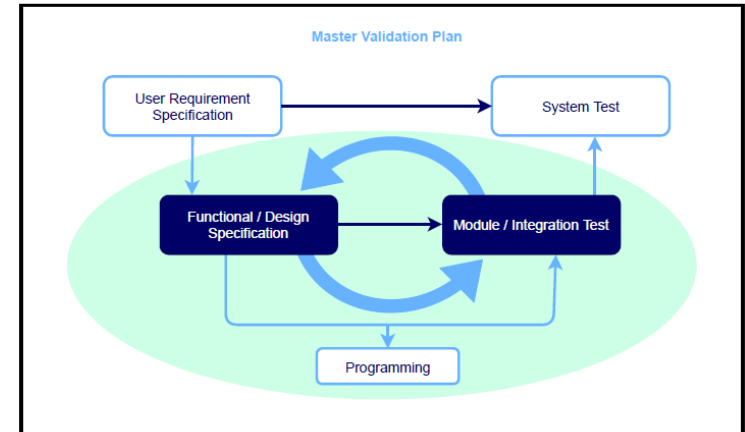 Master Validation Plan
User Requirement
Specification
System Test
Functional / Design
Specification
Module / Integration Test
Programming